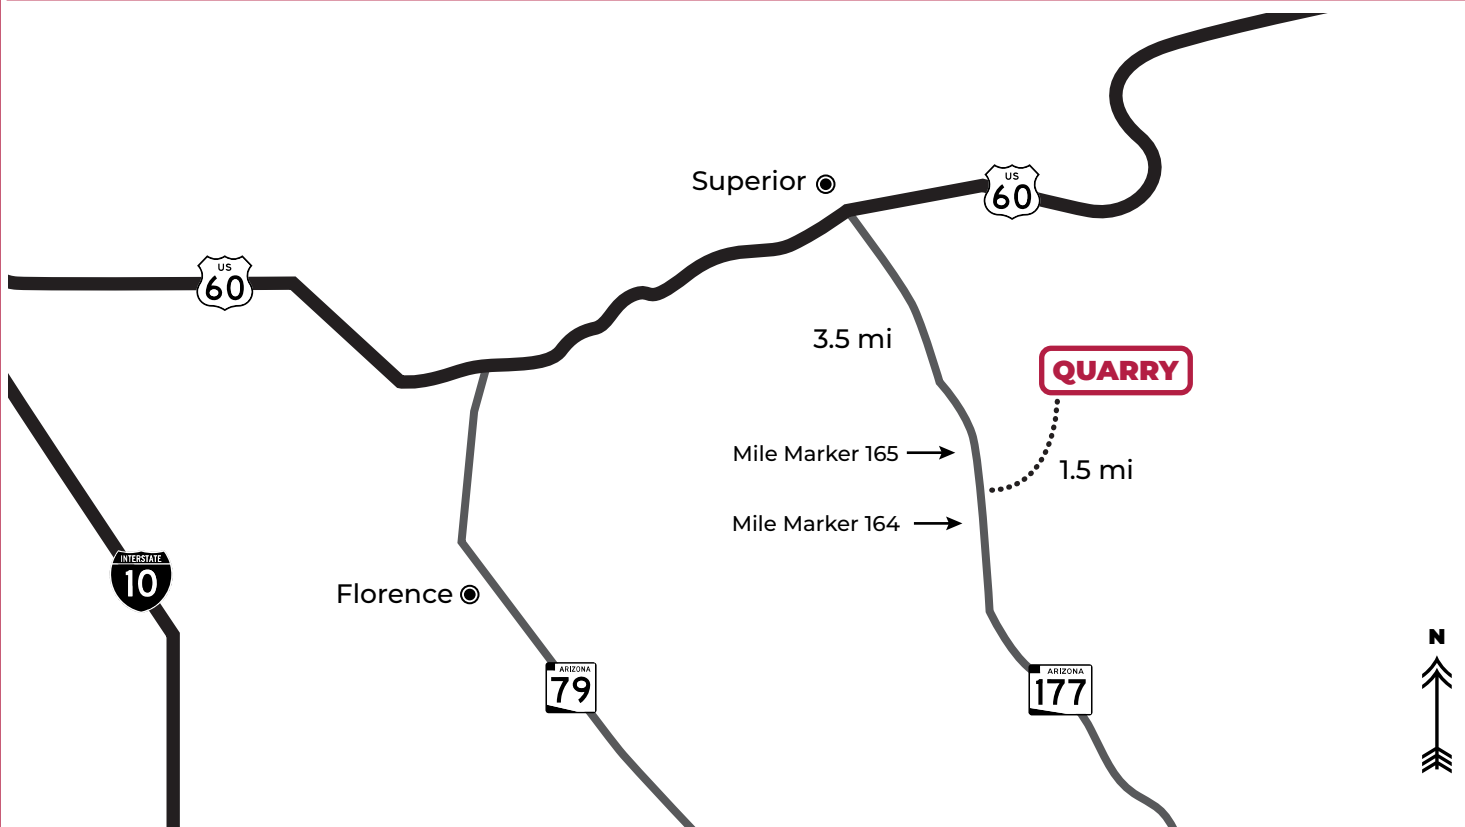 Superior
US
60
US
60
3.5 mi
QUARRY
Mile Marker 165
1.5 mi
Mile Marker 164
INTERSTATE
10
Florence
N
ARIZONA
79
ARIZONA
177